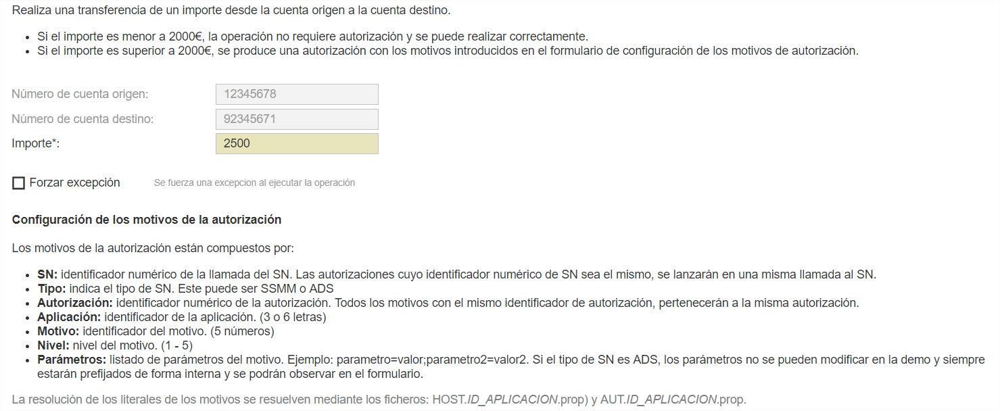 Realiza una transferencia de un importe desde la cuenta origen a la cuenta destino.
• Si el importe es menor a 2000€, la operación no requiere autorización y se puede realizar correctamente.
• Si el importe es superior a 2000€, se produce una autorización con los motivos introducidos en el formulario de configuración de los motivos de autorización.
Número de cuenta origen: 12345678
Número de cuenta destino: 92345671
Importe*: 2500
Forzar excepción Se fuerza una excepcion al ejecutar la operación
Configuración de los motivos de la autorización
Los motivos de la autorización están compuestos por:
• SN: identificador numérico de la llamada del SN. Las autorizaciones cuyo identificador numérico de SN sea el mismo, se lanzarán en una misma llamada al SN.
• Tipo: indica el tipo de SN. Este puede ser SSMM o ADS
• Autorización: identificador numérico de la autorización. Todos los motivos con el mismo identificador de autorización, pertenecerán a la misma autorización.
• Aplicación: identificador de la aplicación. (3 o 6 letras)
• Motivo: identificador del motivo. (5 números)
• Nivel: nivel del motivo. (1 - 5)
• Parámetros: listado de parámetros del motivo. Ejemplo: parametro=valor;parametro2=valor2. Si el tipo de SN es ADS, los parámetros no se pueden modificar en la demo y siempre
estarán prefijados de forma interna y se podrán observar en el formulario.
La resolución de los literales de los motivos se resuelven mediante los ficheros: HOST.ID_APLICACION.prop) y AUT.ID_APLICACION.prop.